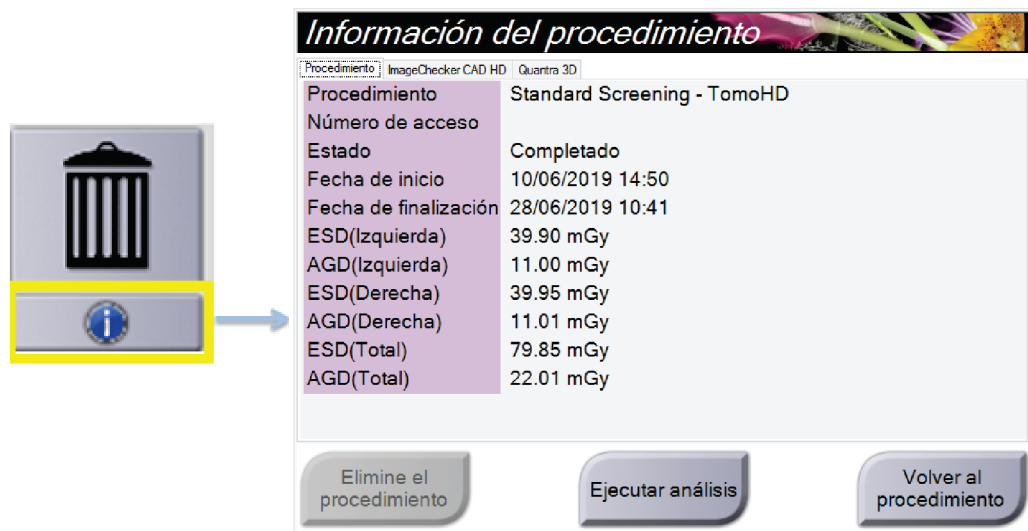 Información del procedimiento
Procedimiento ImageChecker CAD HD Quantra 3D
Procedimiento Standard Screening - TomoHD
Número de acceso
Estado Completado
Fecha de inicio 10/06/2019 14:50
Fecha de finalización 28/06/2019 10:41
ESD(Izquierda) 39.90 mGy
AGD(Izquierda) 11.00 mGy
ESD(Derecha) 39.95 mGy
AGD(Derecha) 11.01 mGy
ESD(Total) 79.85 mGy
AGD(Total) 22.01 mGy
Elimine el
procedimiento
Ejecutar análisis
Volver al
procedimiento